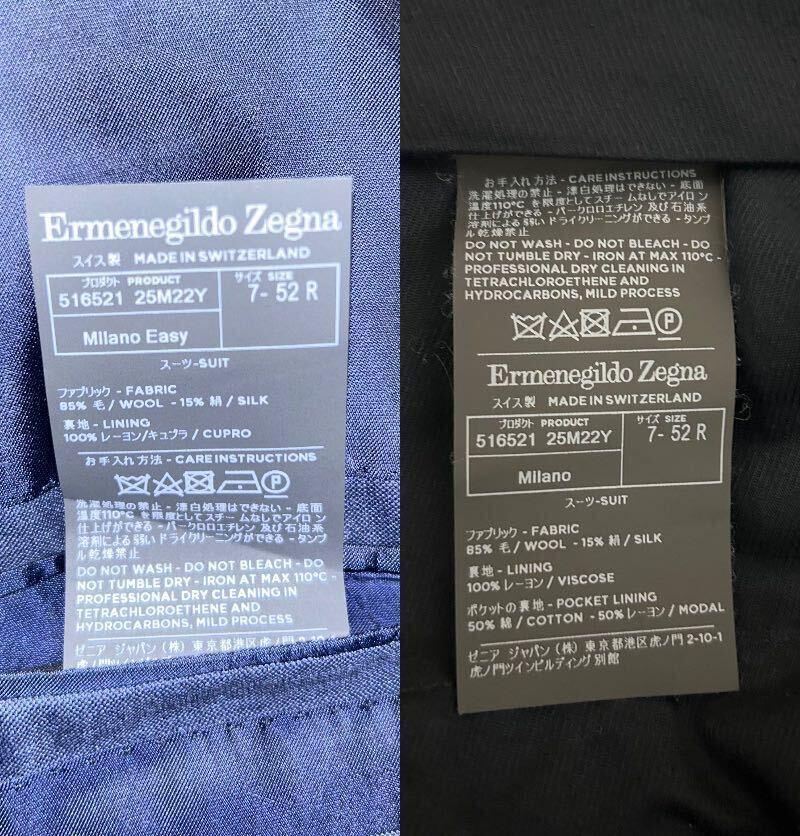 Ermenegildo Zegna
スイス製 MADE IN SWITZERLAND
プロダクト PRODUCT
516521 25M22Y
サイズ SIZE
7- 52 R
Milano Easy
スーツ-SUIT
ファブリック - FABRIC
85% 毛 / WOOL - 15% 絹 / SILK
裏地 - LINING
100% レーヨン/キュプラ / CUPRO
お手入れ方法 - CARE INSTRUCTIONS
洗濯処理の禁止 - 漂白処理はできない - 底面
温度110°C を限度としてスチームなしでアイロン
仕上げができる - パークロロエチレン 及び石油系
溶剤による弱い ドライクリーニングができる - タンブ
ル乾燥禁止
DO NOT WASH - DO NOT BLEACH - DO
NOT TUMBLE DRY - IRON AT MAX 110°C -
PROFESSIONAL DRY CLEANING IN
TETRACHLOROETHENE AND
HYDROCARBONS, MILD PROCESS
ゼニア ジャパン (株) 東京都港区虎ノ門 2-10-1
お手入れ方法 - CARE INSTRUCTIONS
洗濯処理の禁止 - 漂白処理はできない - 底面
温度110°C を限度としてスチームなしでアイロン
仕上げができる - パークロロエチレン 及び石油系
溶剤による弱い ドライクリーニングができる - タンブ
ル乾燥禁止
DO NOT WASH - DO NOT BLEACH - DO
NOT TUMBLE DRY - IRON AT MAX 110°C -
PROFESSIONAL DRY CLEANING IN
TETRACHLOROETHENE AND
HYDROCARBONS, MILD PROCESS
Ermenegildo Zegna
スイス製 MADE IN SWITZERLAND
プロダクト PRODUCT
516521 25M22Y
サイズ SIZE
7- 52 R
Milano
スーツ-SUIT
ファブリック - FABRIC
85% 毛 / WOOL - 15% 絹 / SILK
裏地 - LINING
100% レーヨン / VISCOSE
ポケットの裏地 - POCKET LINING
50% 綿 / COTTON - 50% レーヨン / MODAL
ゼニア ジャパン (株) 東京都港区虎ノ門 2-10-1
虎ノ門ツインビルディング 別館